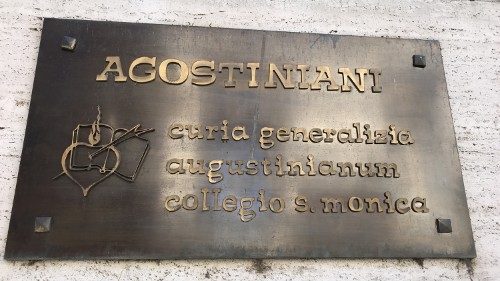 AGOSTINIANI
curia generalizia
augustinianum
collegio s. monica